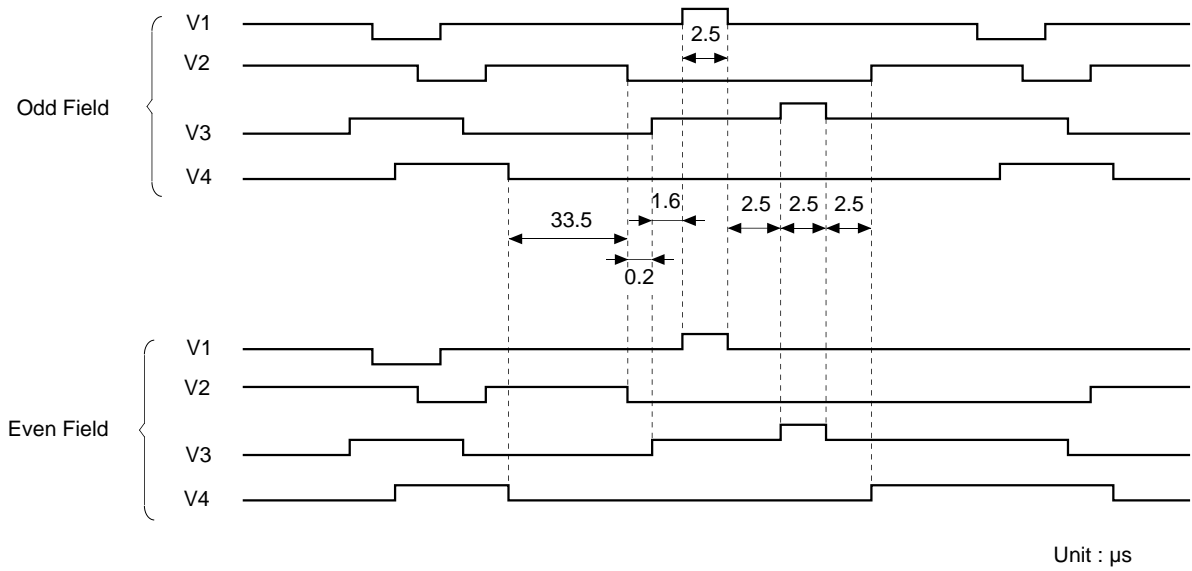 V1
2.5
V2
Odd Field
V3
V4
1.6
2.5 2.5 2.5
33.5
0.2
V1
V2
Even Field
V3
V4
Unit : µs